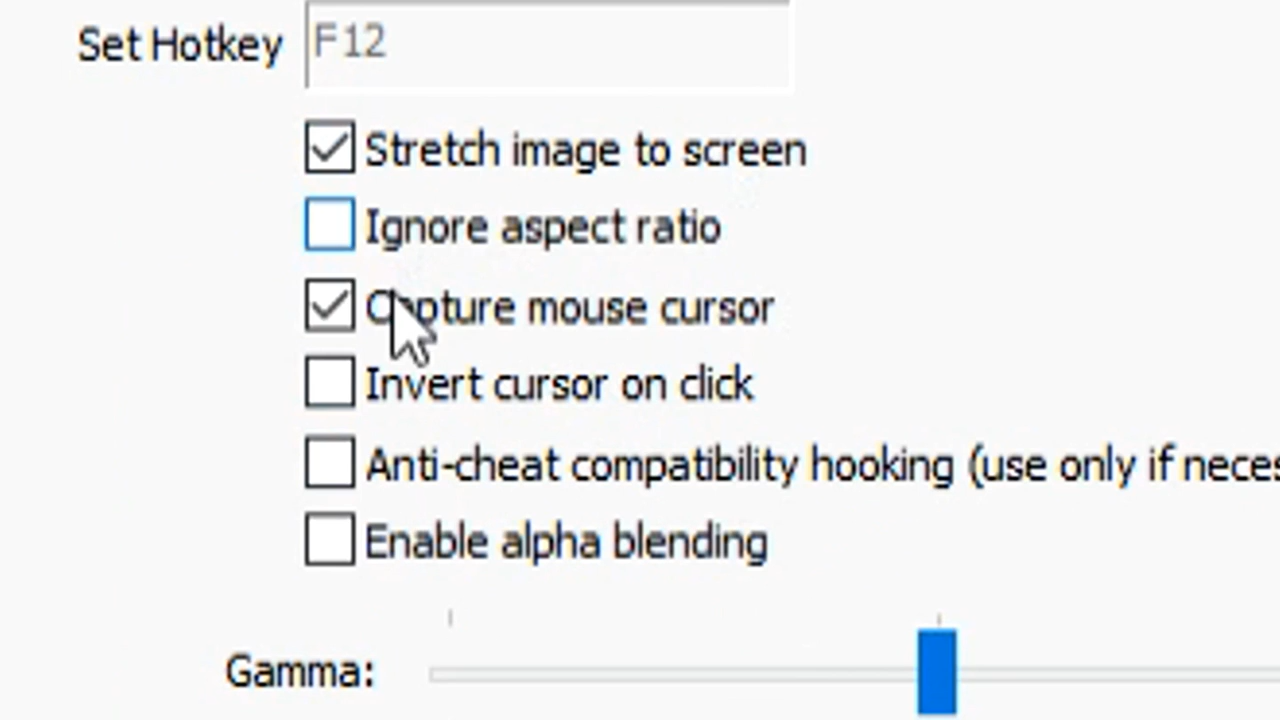 Set Hotkey F12
Stretch image to screen
Ignore aspect ratio
Capture mouse cursor
Invert cursor on click
Anti-cheat compatibility hooking (use only if neces
Enable alpha blending
Gamma: